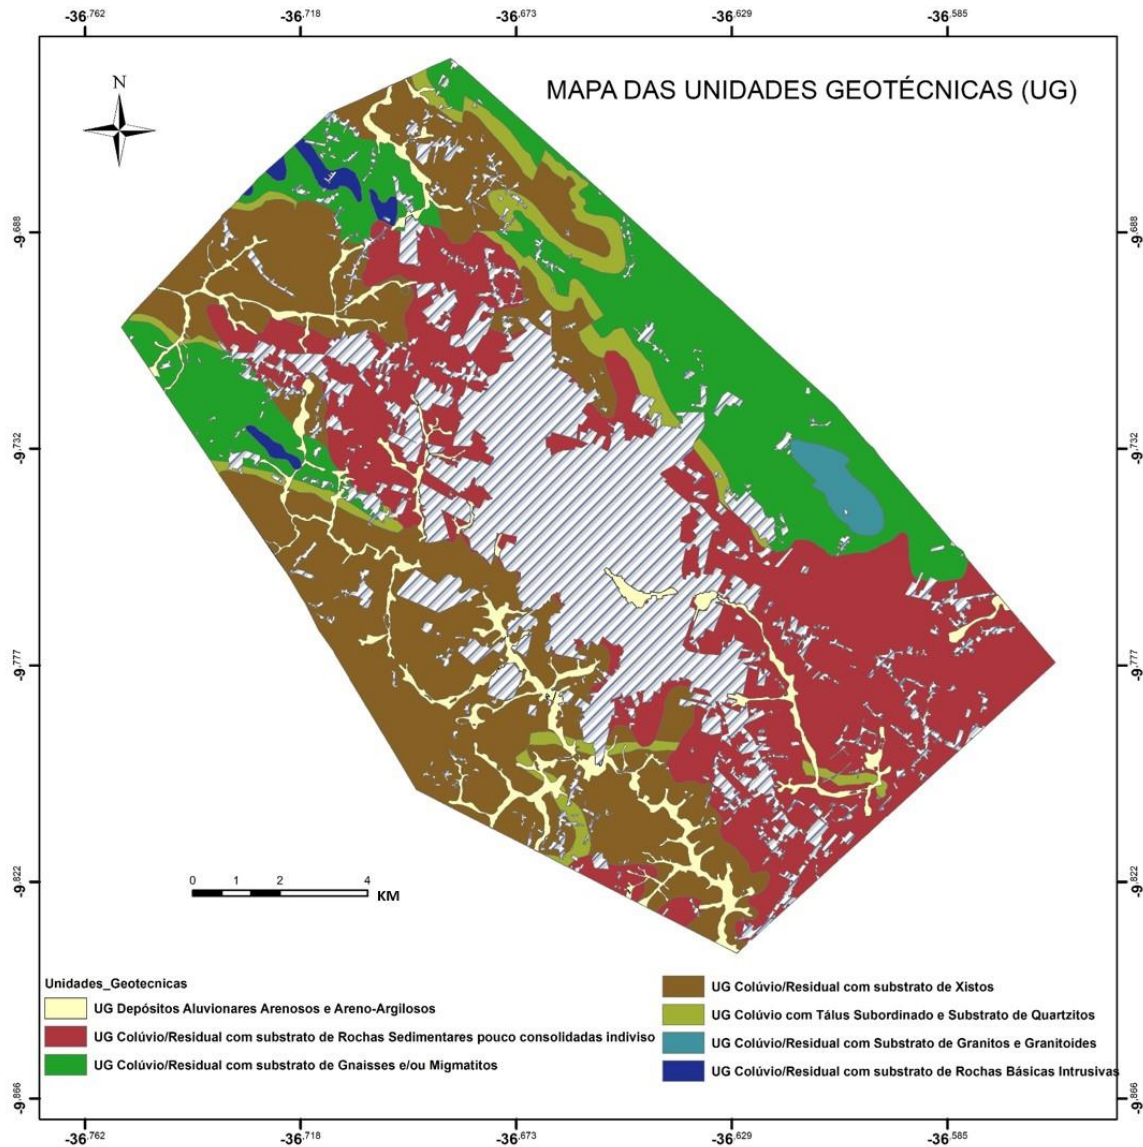 -36.762 -36.718 -36.673 -36.629 -36.585
MAPA DAS UNIDADES GEOTÉCNICAS (UG)
N
-9.688 -9.688
-9.732 -9.732
-9.777 -9.777
-9.822 -9.822
0 1 2 4
KM
Unidades_Geotecnicas
UG Depósitos Aluvionares Arenosos e Areno-Argilosos
UG Colúvio/Residual com substrato de Rochas Sedimentares pouco consolidadas indiviso
UG Colúvio/Residual com substrato de Gnaisses e/ou Migmatitos
UG Colúvio/Residual com substrato de Xistos
UG Colúvio com Tálus Subordinado e Substrato de Quartzitos
UG Colúvio/Residual com Substrato de Granitos e Granitoides
UG Colúvio/Residual com substrato de Rochas Básicas Intrusivas
-9.866 -9.866
-36.762 -36.718 -36.673 -36.629 -36.585